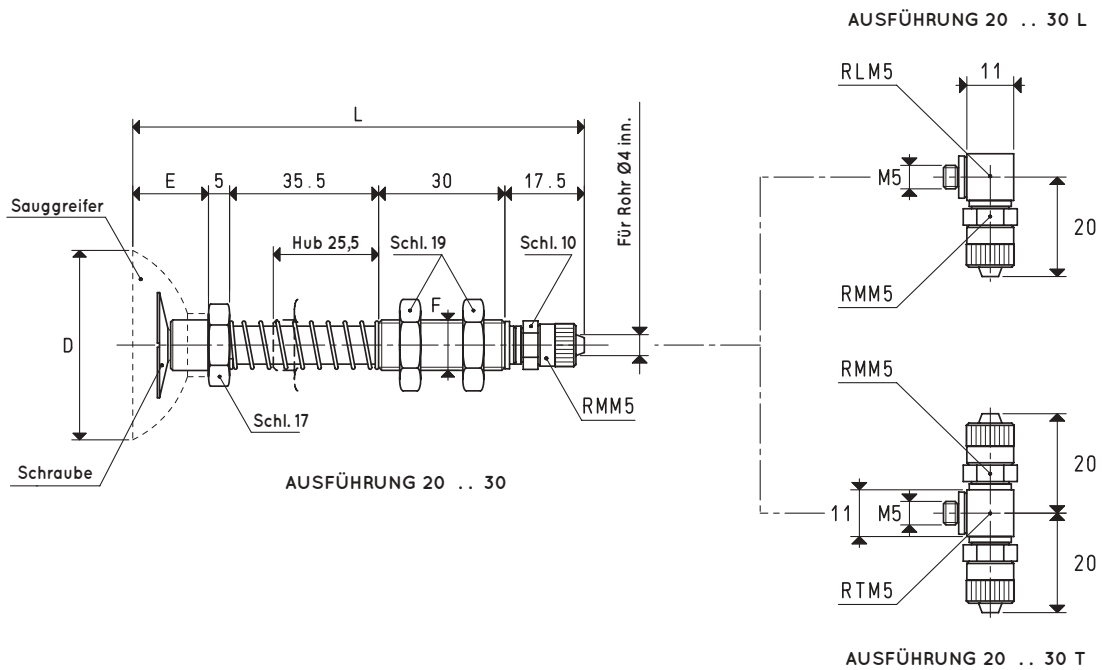 AUSFÜHRUNG 20 .. 30 L
RLM5
11
L
Für Rohr Ø4 inn.
E
5
35.5
30
17.5
M5
20
Sauggreifer
Hub 25,5
Schl. 19
Schl. 10
F
RMM5
D
RMM5
RMM5
Schl. 17
Schraube
20
AUSFÜHRUNG 20 .. 30
11
M5
20
RTM5
AUSFÜHRUNG 20 .. 30 T